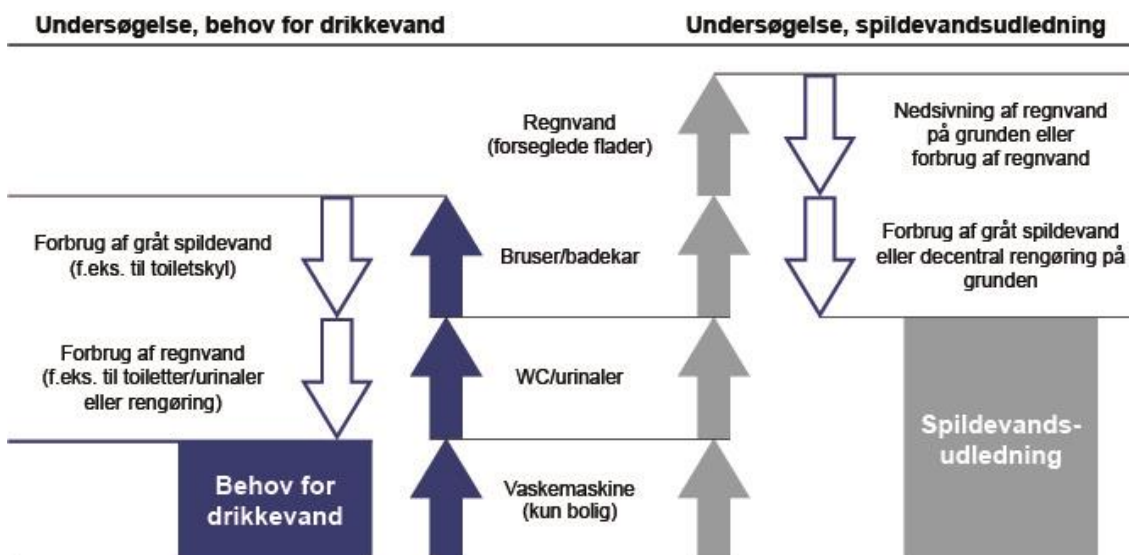 Undersøgelse, behov for drikkevand
Undersøgelse, spildevandsudledning
Regnvand
(forseglede flader)
Nedsivning af regnvand
på grunden eller
forbrug af regnvand
Forbrug af gråt spildevand
(f.eks. til toiletskyl)
Bruser/badekar
Forbrug af gråt spildevand
eller decentral rengøring på
grunden
Forbrug af regnvand
(f.eks. til toiletter/urinaler
eller rengøring)
WC/urinaler
Spildevands-
udledning
Behov for
drikkevand
Vaskemaskine
(kun bolig)